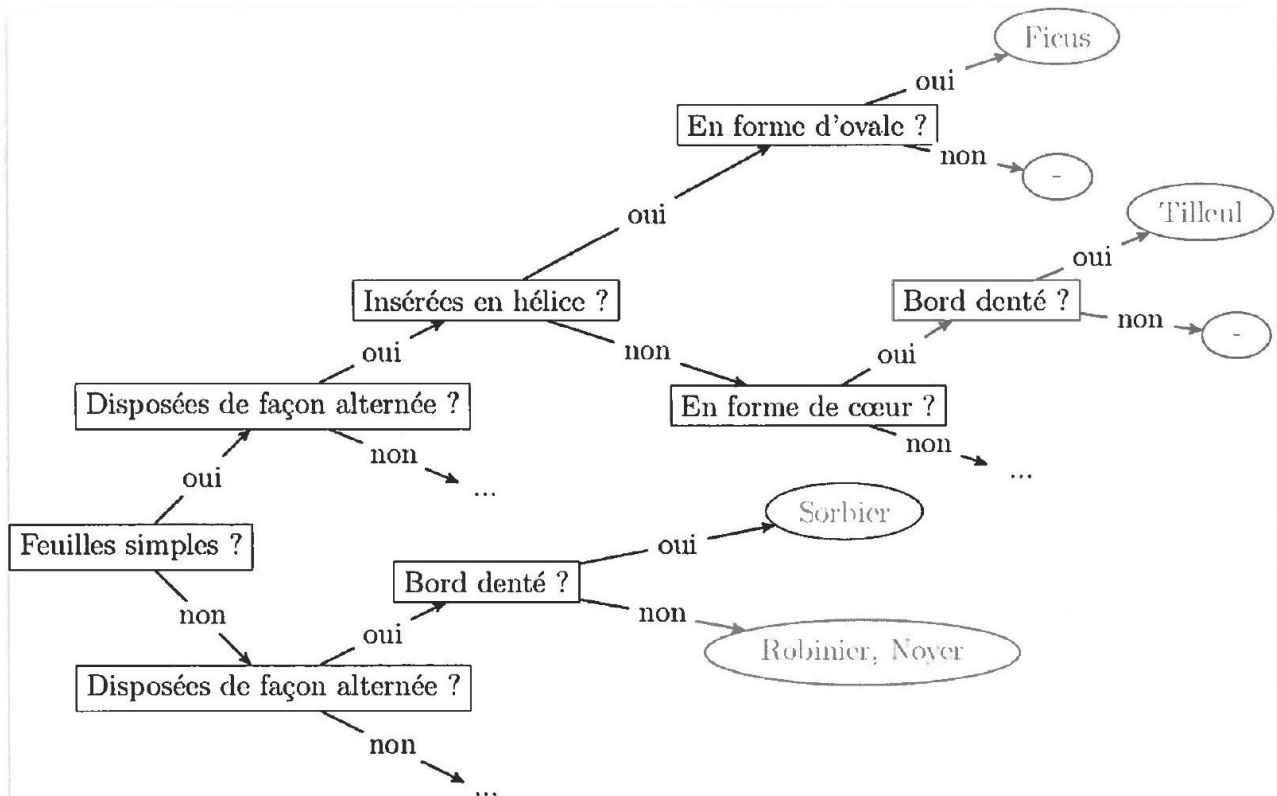 Ficus
oui
En forme d'ovale ?
non
-
oui
Tilleul
oui
Insérées en hélice ?
Bord denté ?
non
-
oui
non
oui
Disposées de façon alternée ?
En forme de cœur ?
non
...
oui
non
...
Sorbier
Feuilles simples ?
oui
Bord denté ?
non
non
oui
Robinier, Noyer
Disposées de façon alternée ?
non
...